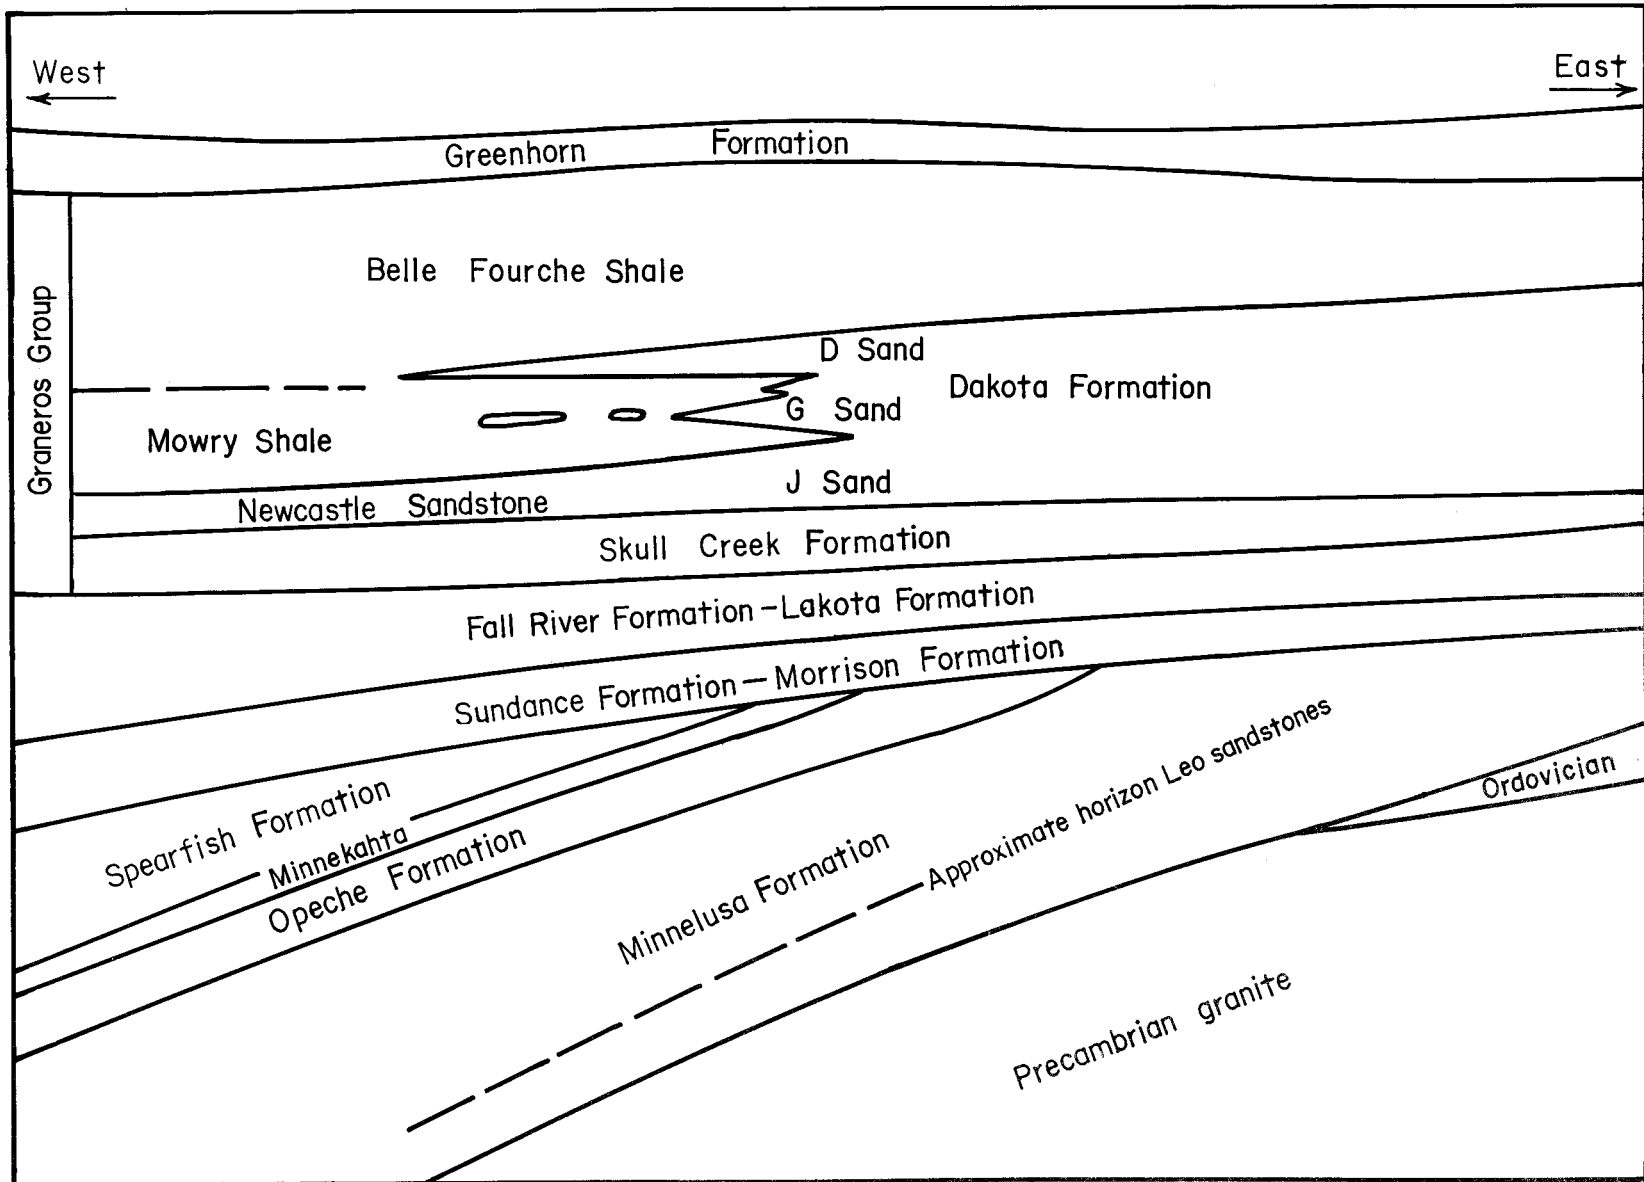 West
East
Greenhorn Formation
Graneros Group
Belle Fourche Shale
D Sand
Dakota Formation
G Sand
Mowry Shale
J Sand
Newcastle Sandstone
Skull Creek Formation
Fall River Formation-Lakota Formation
Sundance Formation-Morrison Formation
Spearfish Formation
Minnekahta
Opeche Formation
Minnelusa Formation
Approximate horizon Leo sandstones
Ordovician
Precambrian granite